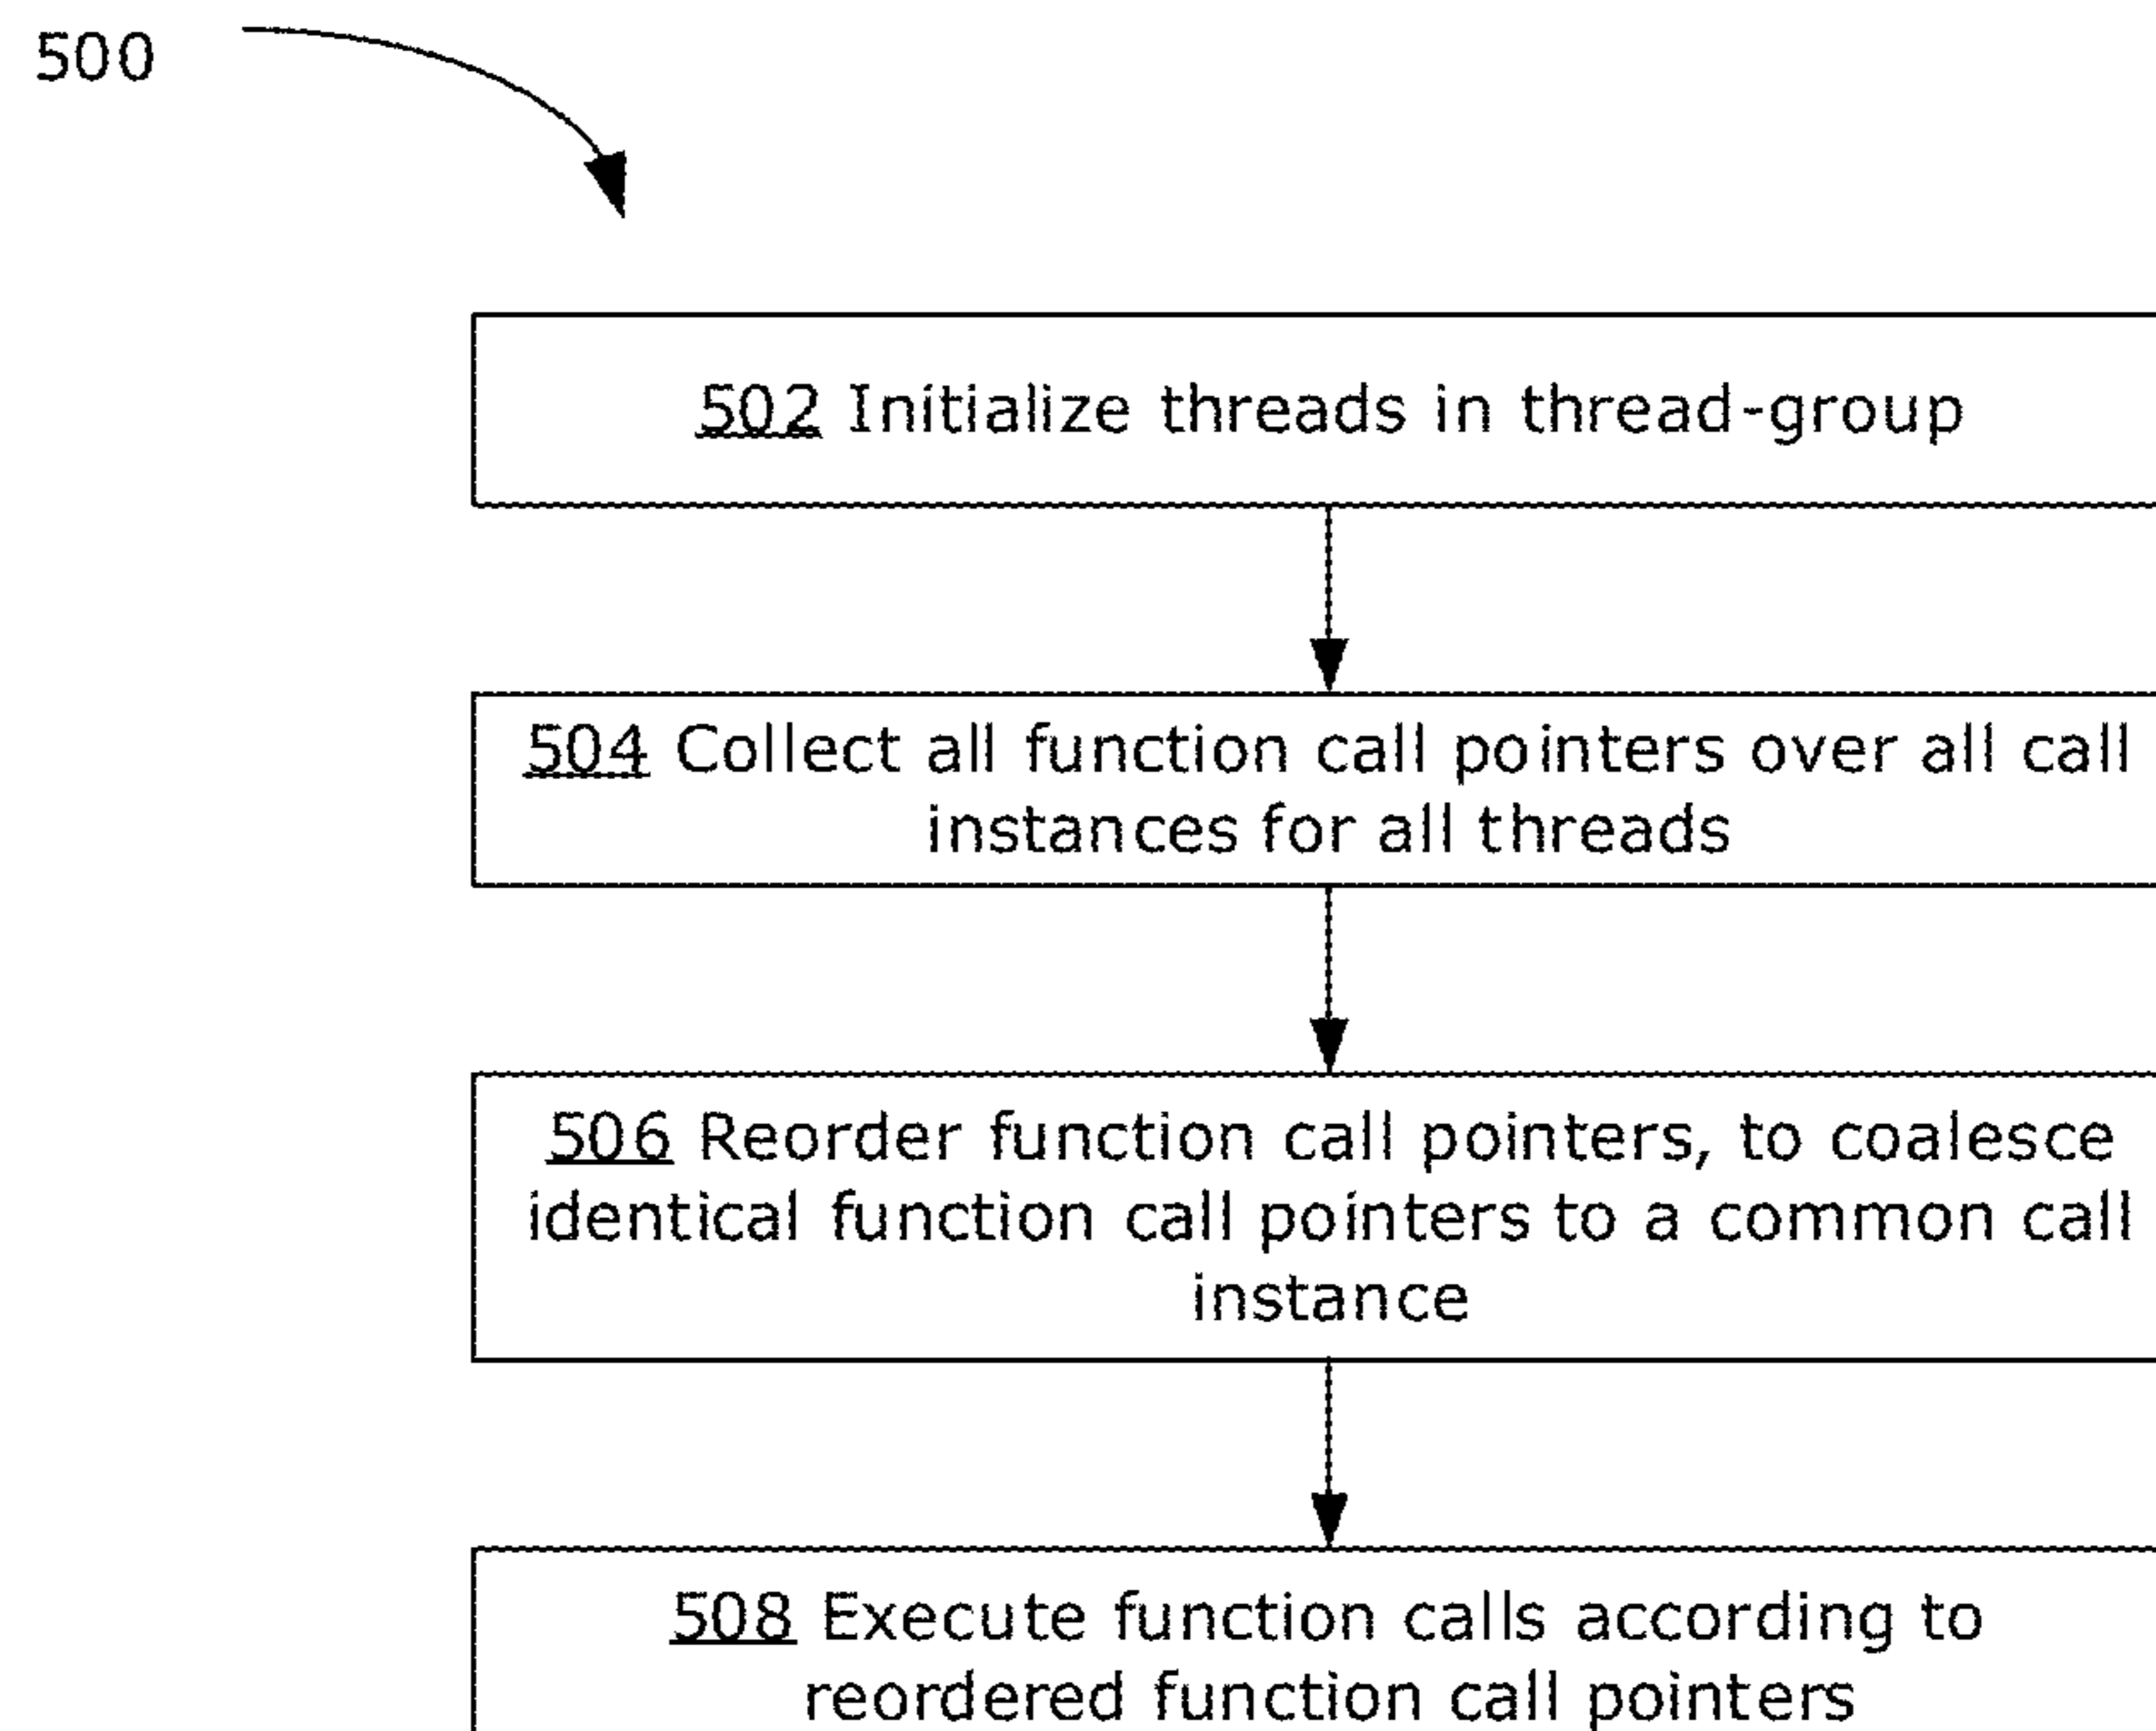 500
502 Initialize threads in thread-group
504 Collect all function call pointers over all call
instances for all threads
506 Reorder function call pointers, to coalesce
identical function call pointers to a common call
instance
508 Execute function calls according to
reordered function call pointers